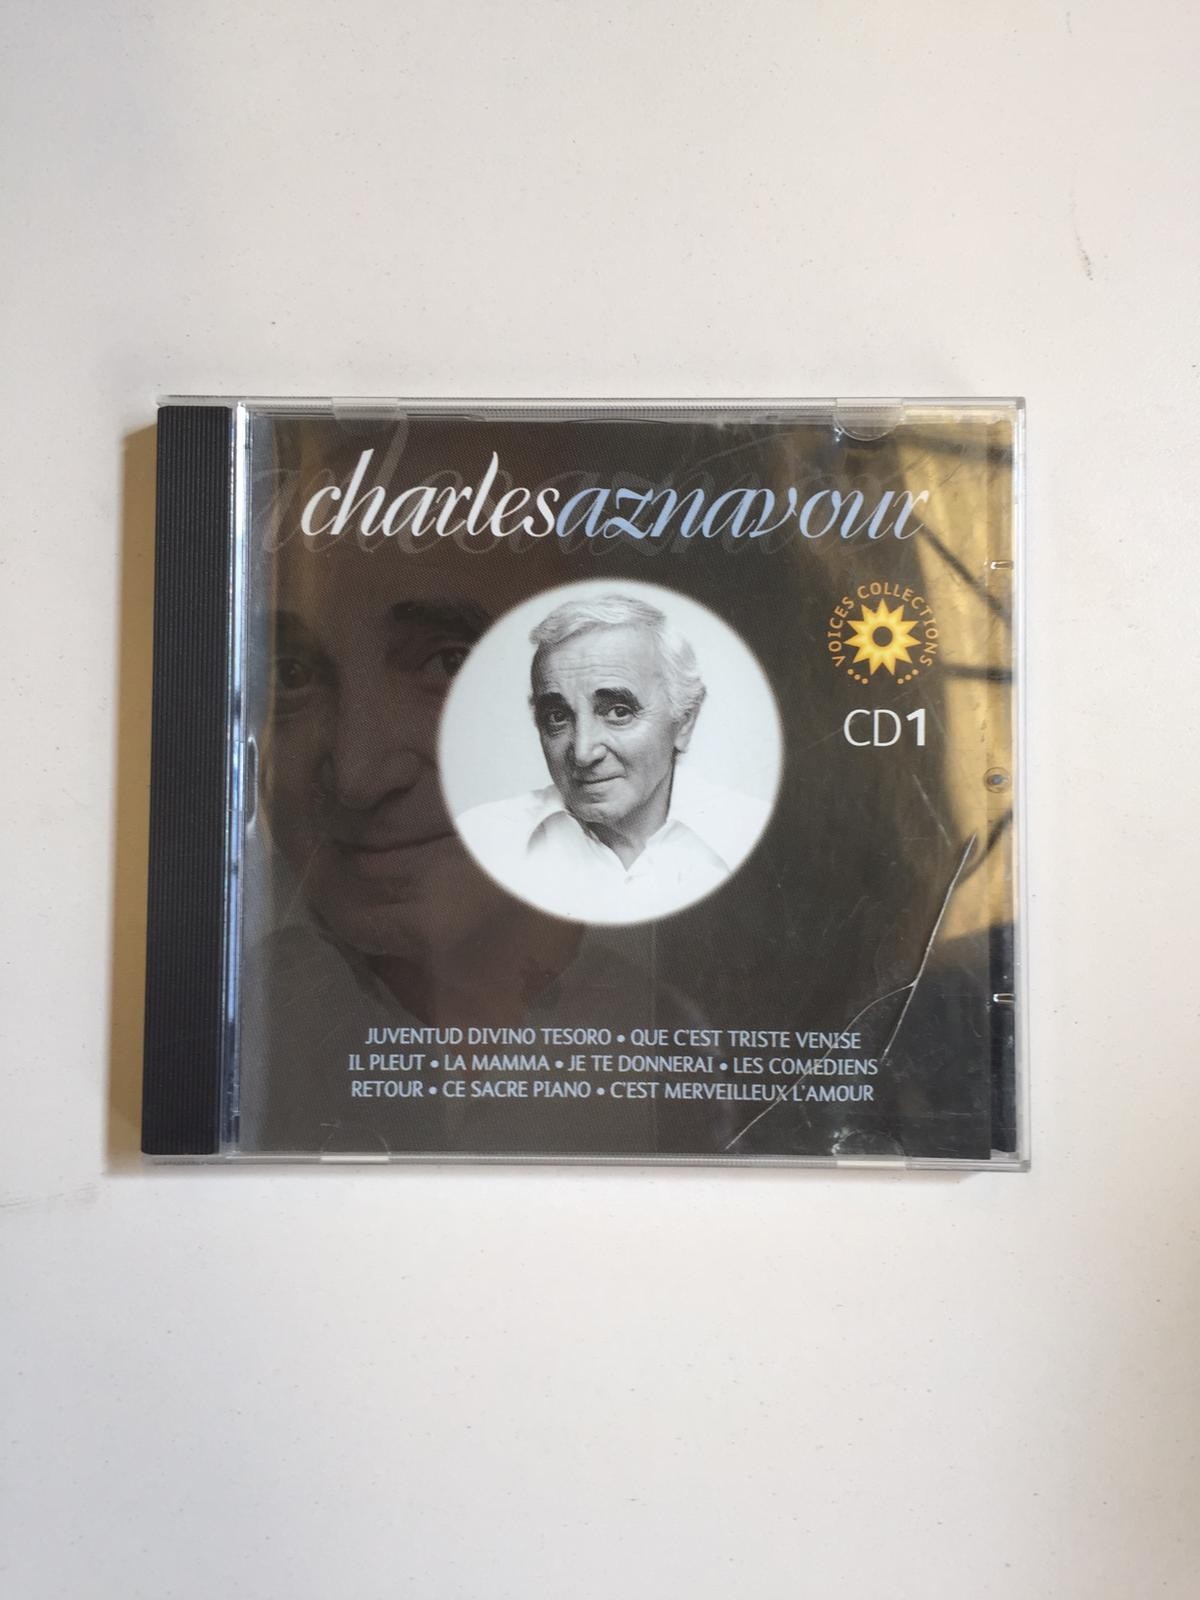 charlesaznavour
VOICES COLLECTIONS
CD1
JUVENTUD DIVINO TESORO • QUE C'EST TRISTE VENISE
IL PLEUT • LA MAMMA • JE TE DONNERAI • LES COMEDIENS
RETOUR • CE SACRE PIANO • C'EST MERVEILLEUX L'AMOUR